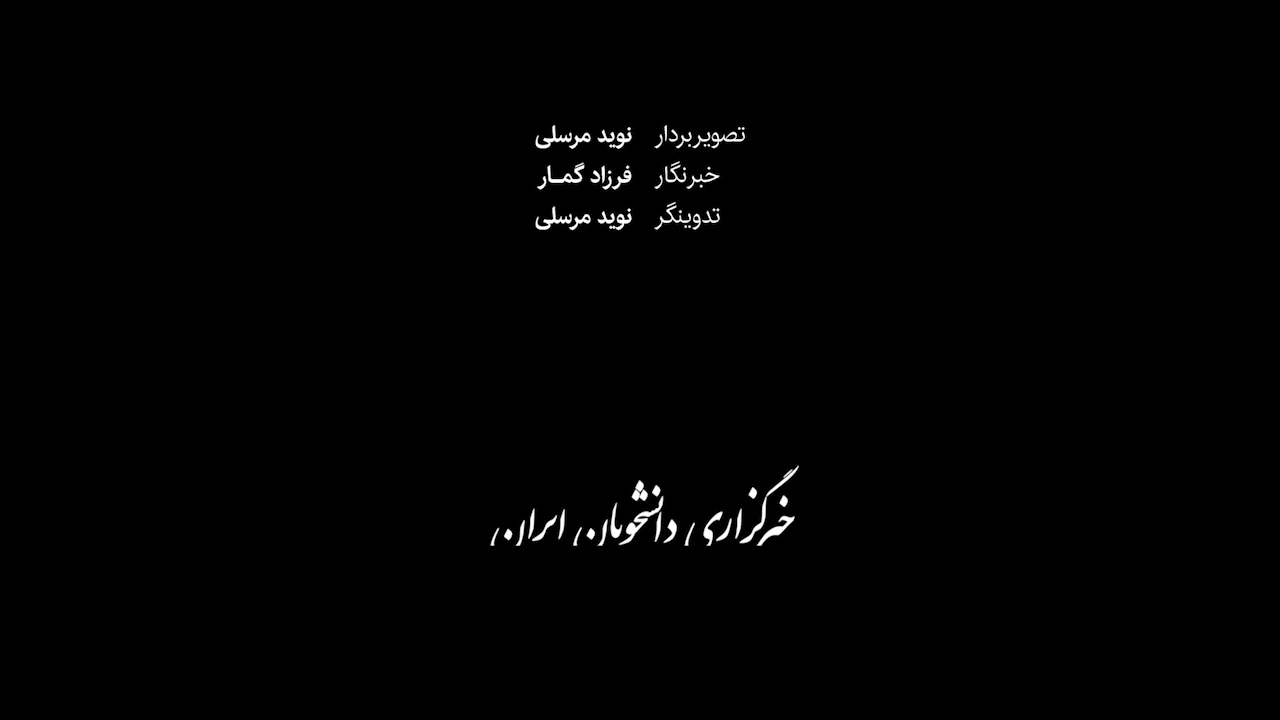 تصویربردار نوید مرسلی
خبرنگار فرزاد گمـار
تدوینگر نوید مرسلی
خبرگزاری دانشجویان ایران